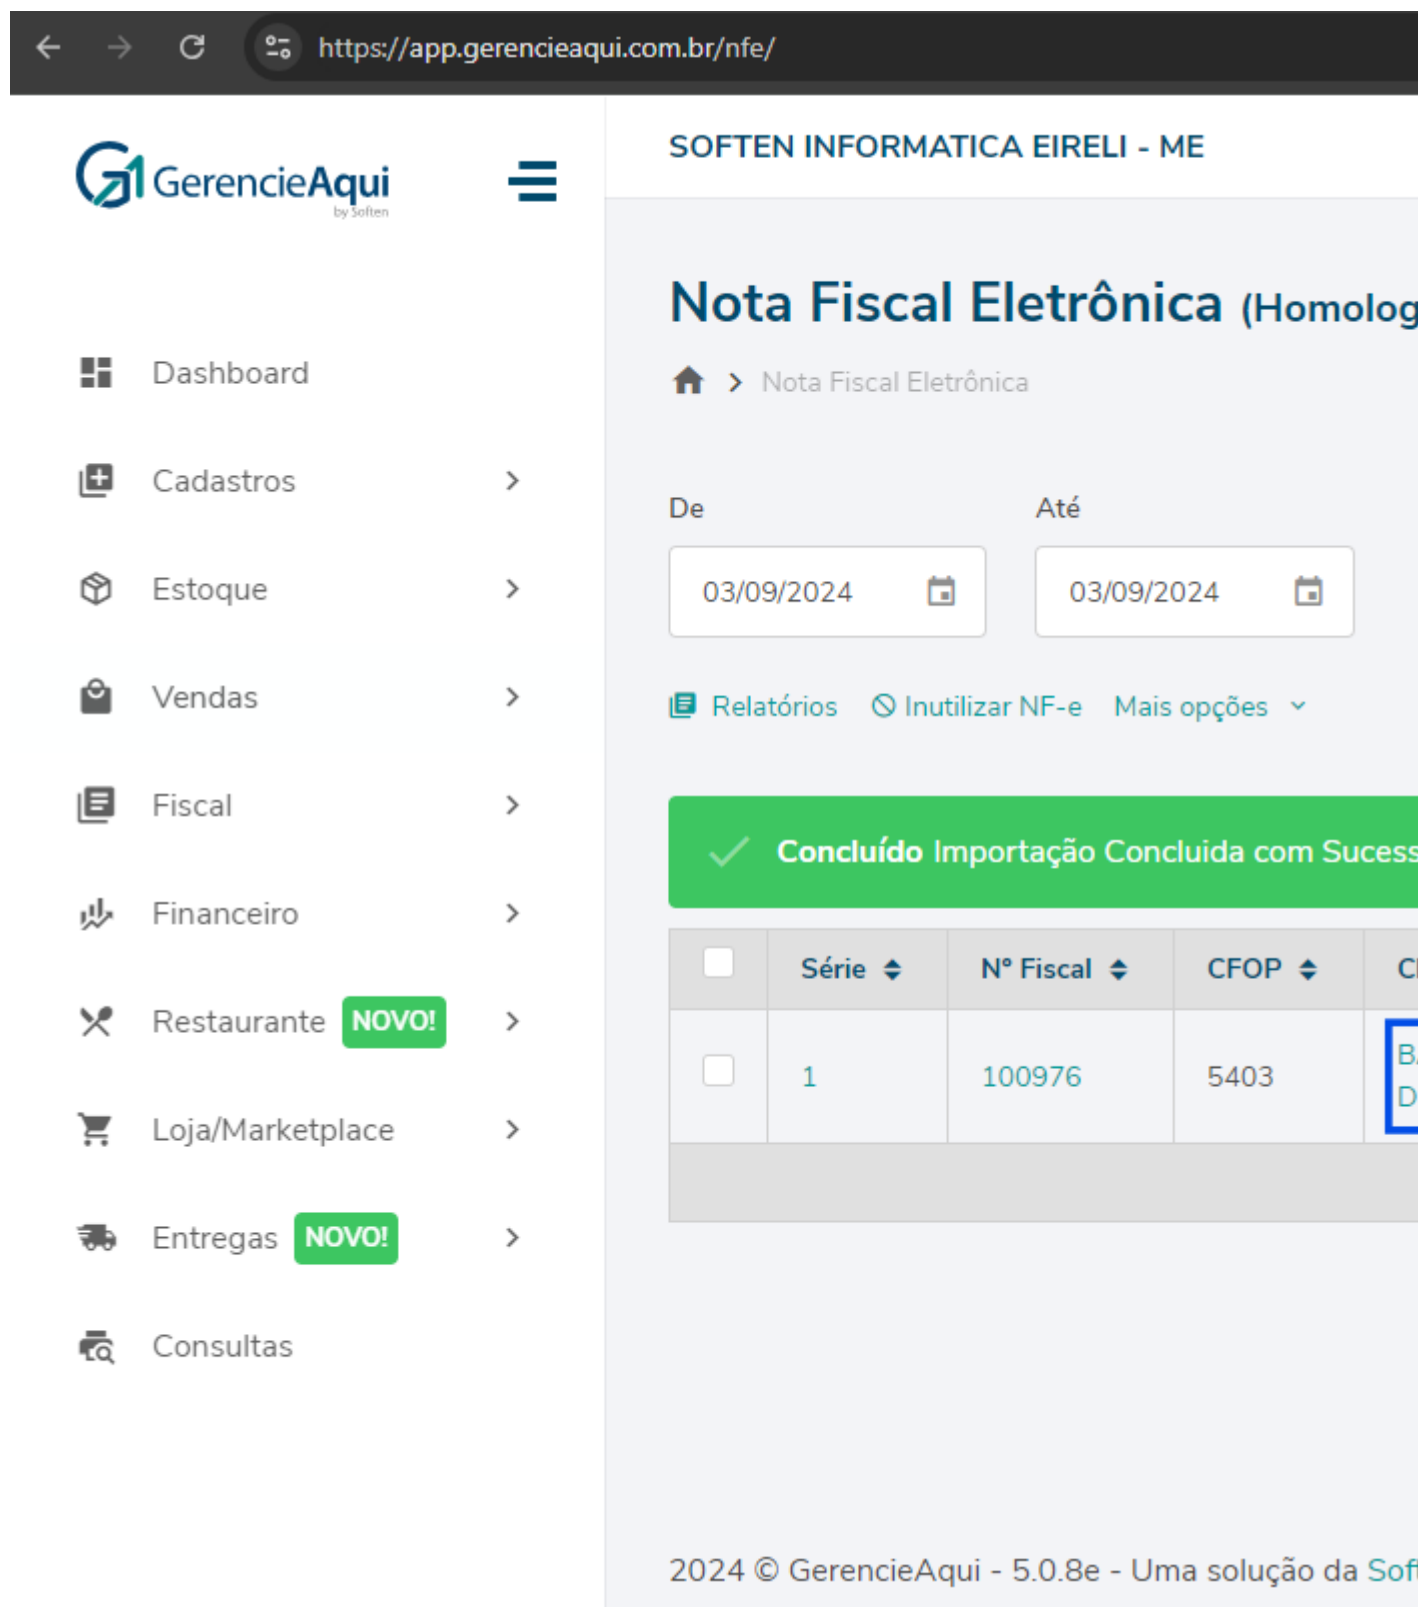 https://app.gerencieaqui.com.br/nfe/
GerencieAqui
by Soften
SOFTEN INFORMATICA EIRELI - ME
Dashboard
Cadastros
Estoque
Vendas
Fiscal
Financeiro
Restaurante NOVO!
Loja/Marketplace
Entregas NOVO!
Consultas
Nota Fiscal Eletrônica (Homolog
Nota Fiscal Eletrônica
De Até
03/09/2024 03/09/2024
Relatórios Inutilizar NF-e Mais opções
Concluído Importação Concluida com Sucess
Série Nº Fiscal CFOP
1 100976 5403
2024 © GerencieAqui - 5.0.8e - Uma solução da Soft